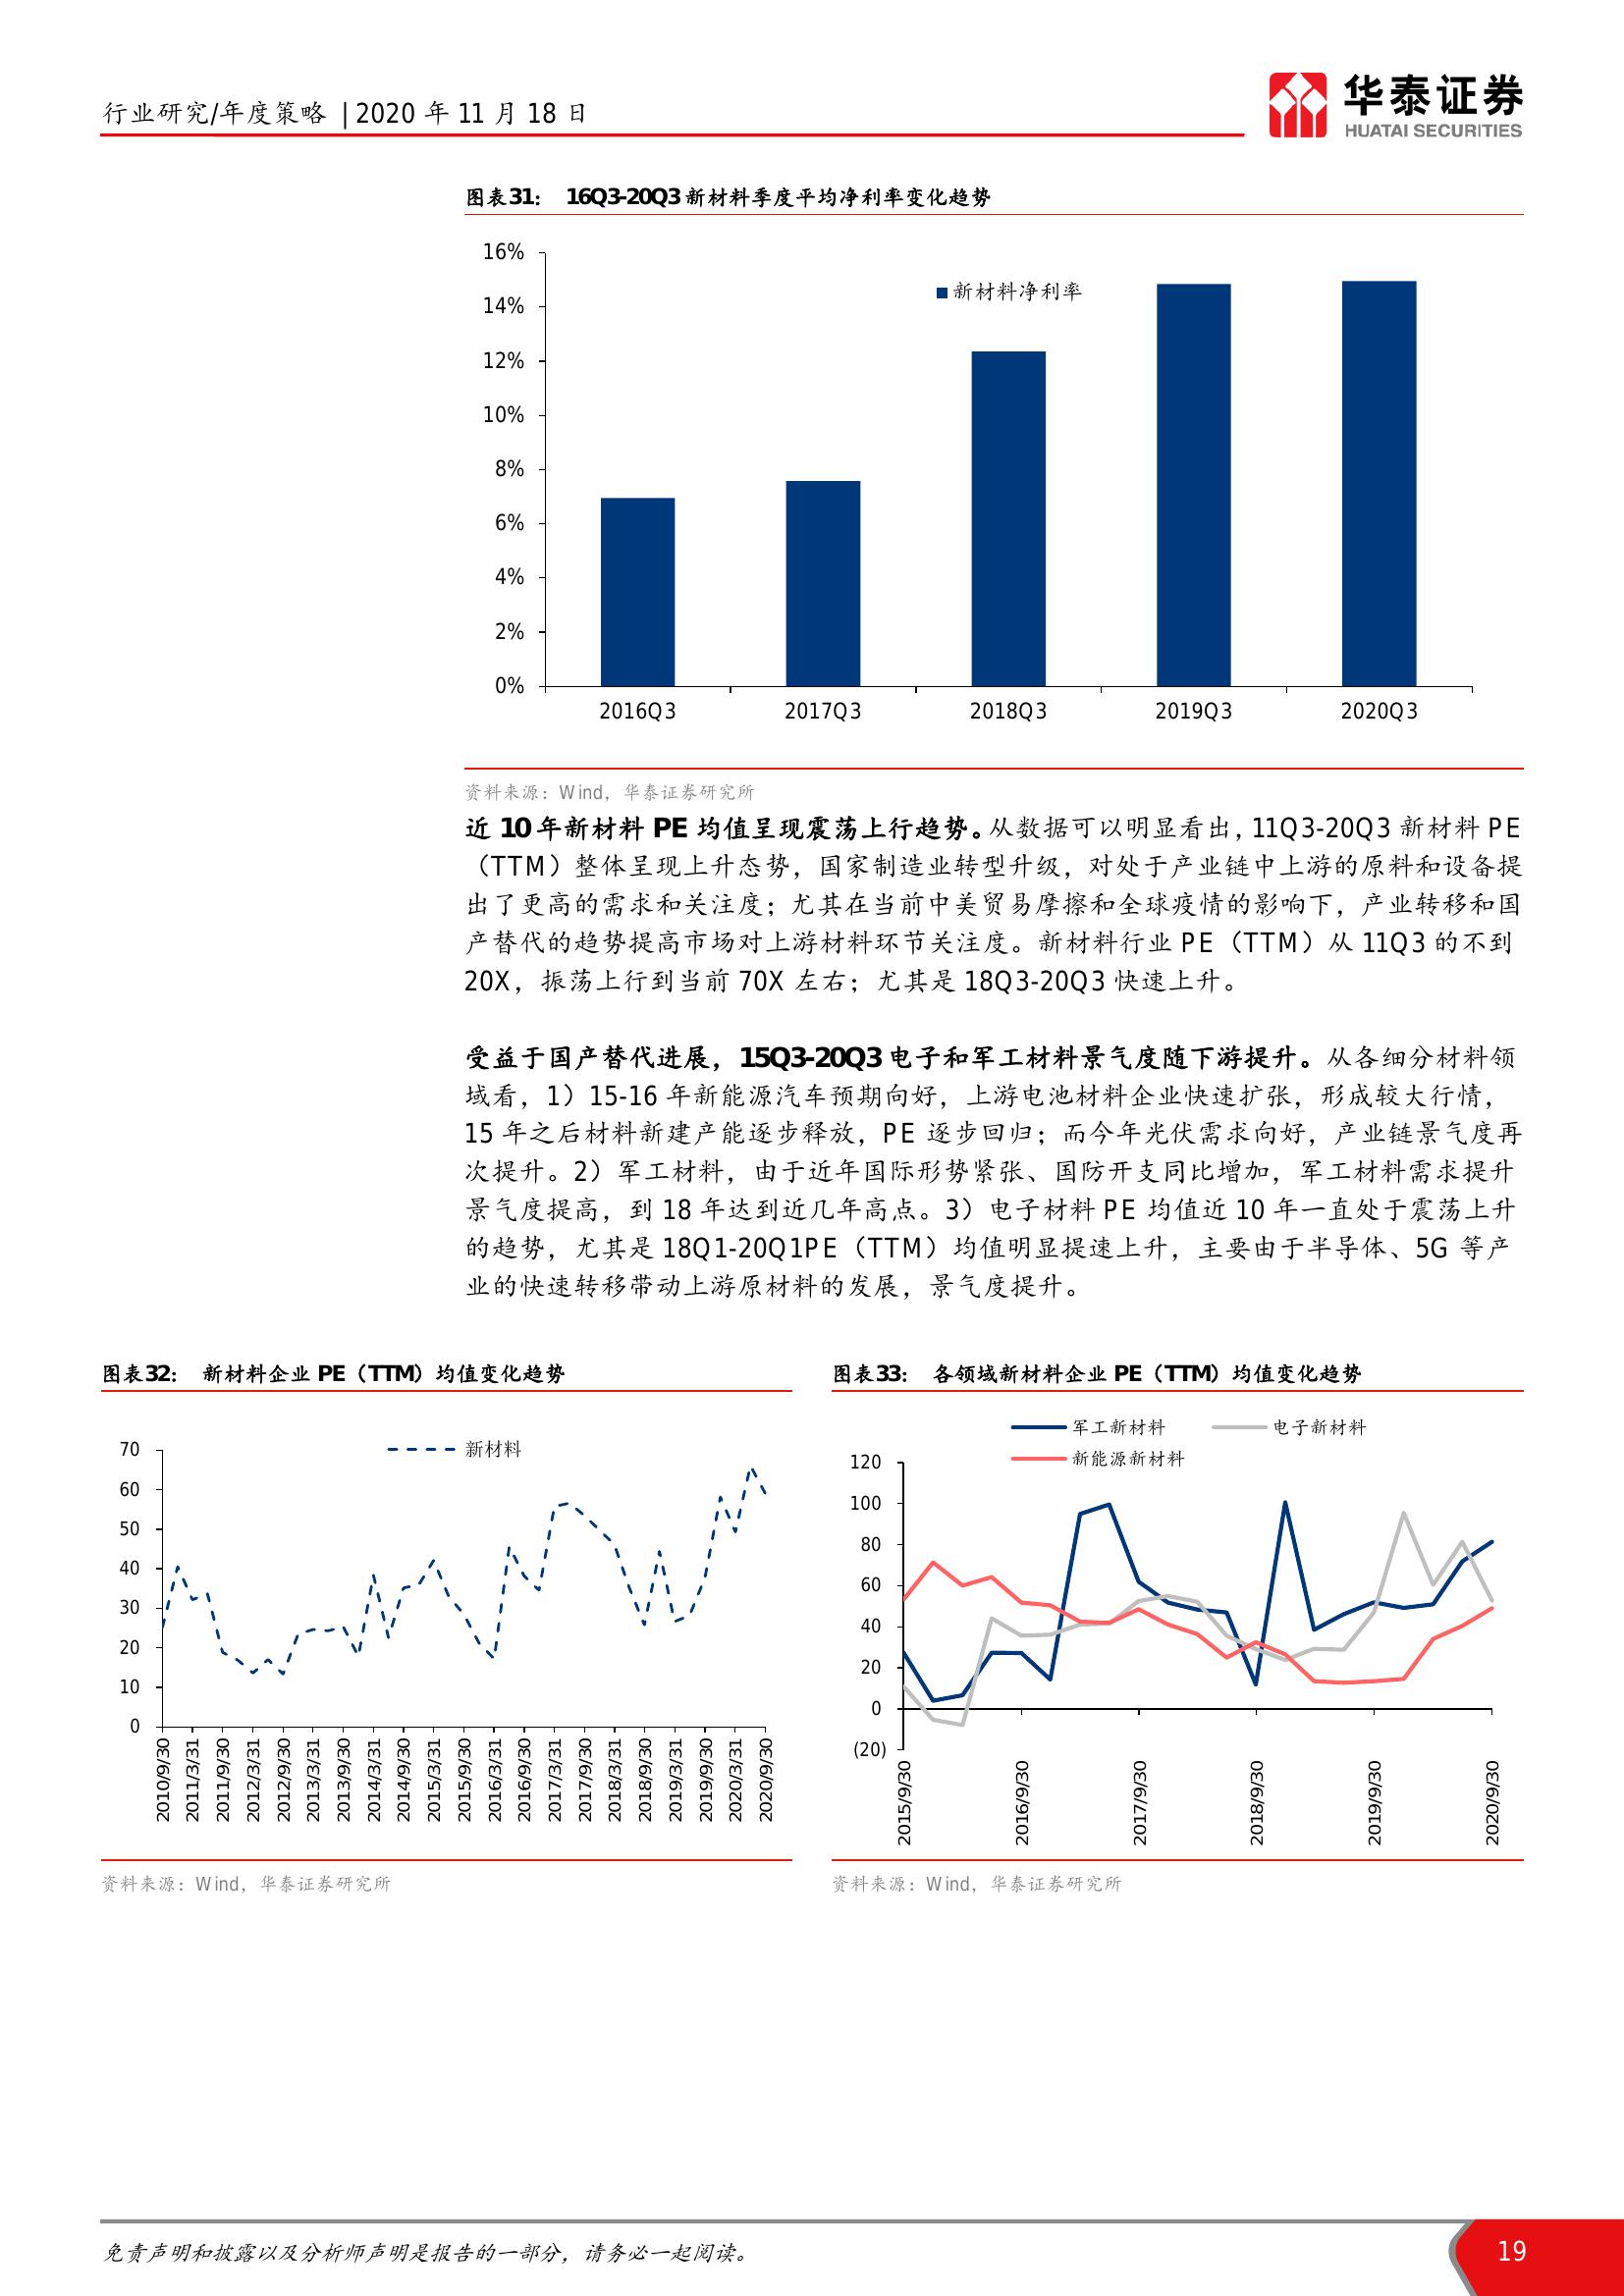 行业研究/年度策略 | 2020 年 11 月 18 日
华泰证券
HUATAI SECURITIES
图表31： 16Q3-20Q3 新材料季度平均净利率变化趋势
16%
14%
12%
10%
8%
6%
4%
2%
0%
新材料净利率
2016Q3 2017Q3 2018Q3 2019Q3 2020Q3
资料来源：Wind，华泰证券研究所
近 10 年新材料 PE 均值呈现震荡上行趋势。从数据可以明显看出，11Q3-20Q3 新材料 PE
（TTM）整体呈现上升态势，国家制造业转型升级，对处于产业链中上游的原料和设备提
出了更高的需求和关注度；尤其在当前中美贸易摩擦和全球疫情的影响下，产业转移和国
产替代的趋势提高市场对上游材料环节关注度。新材料行业 PE（TTM）从 11Q3 的不到
20X，振荡上行到当前 70X 左右；尤其是 18Q3-20Q3 快速上升。
受益于国产替代进展，15Q3-20Q3 电子和军工材料景气度随下游提升。从各细分材料领
域看，1）15-16 年新能源汽车预期向好，上游电池材料企业快速扩张，形成较大行情，
15 年之后材料新建产能逐步释放，PE 逐步回归；而今年光伏需求向好，产业链景气度再
次提升。2）军工材料，由于近年国际形势紧张、国防开支同比增加，军工材料需求提升
景气度提高，到 18 年达到近几年高点。3）电子材料 PE 均值近 10 年一直处于震荡上升
的趋势，尤其是 18Q1-20Q1PE（TTM）均值明显提速上升，主要由于半导体、5G 等产
业的快速转移带动上游原材料的发展，景气度提升。
图表32： 新材料企业 PE（TTM）均值变化趋势
新材料
70
60
50
40
30
20
10
0
2010/9/30
2011/3/31
2011/9/30
2012/3/31
2012/9/30
2013/3/31
2013/9/30
2014/3/31
2014/9/30
2015/3/31
2015/9/30
2016/3/31
2016/9/30
2017/3/31
2017/9/30
2018/3/31
2018/9/30
2019/3/31
2019/9/30
2020/3/31
2020/9/30
资料来源：Wind，华泰证券研究所
图表33： 各领域新材料企业 PE（TTM）均值变化趋势
军工新材料 电子新材料
新能源新材料
120
100
80
60
40
20
0
(20)
2015/9/30
2016/9/30
2017/9/30
2018/9/30
2019/9/30
2020/9/30
资料来源：Wind，华泰证券研究所
免责声明和披露以及分析师声明是报告的一部分，请务必一起阅读。
19